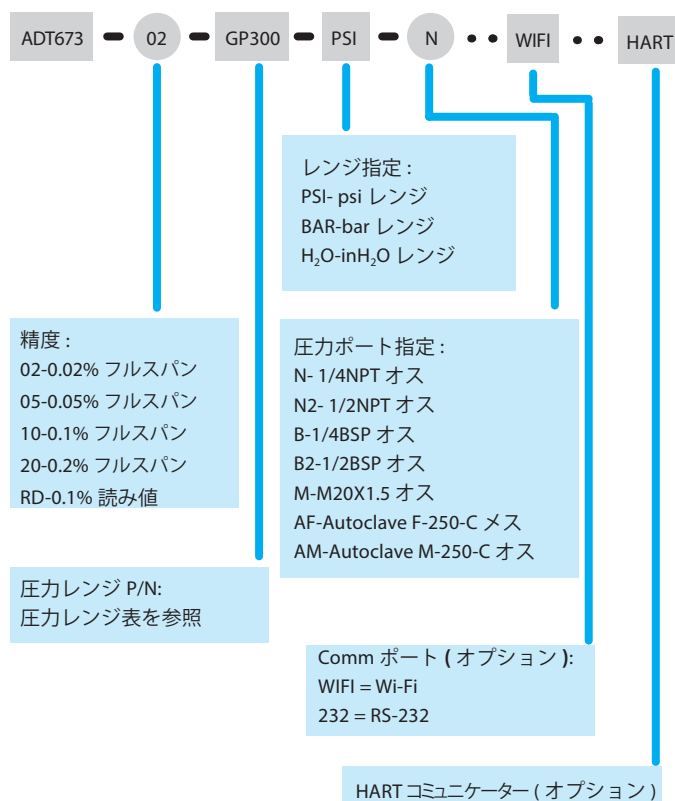 ADT673 - 02 - GP300 - PSI - N •• WIFI •• HART
レンジ指定 :
PSI- psi レンジ
BAR-bar レンジ
H₂O-inH₂O レンジ
精度 :
02-0.02% フルスパン
05-0.05% フルスパン
10-0.1% フルスパン
20-0.2% フルスパン
RD-0.1% 読み値
圧力ポート指定 :
N- 1/4NPT オス
N2- 1/2NPT オス
B-1/4BSP オス
B2-1/2BSP オス
M-M20X1.5 オス
AF-Autoclave F-250-C メス
AM-Autoclave M-250-C オス
圧力レンジ P/N:
圧力レンジ表を参照
Comm ポート ( オプション ):
WIFI = Wi-Fi
232 = RS-232
HART コミュニケーター ( オプション )